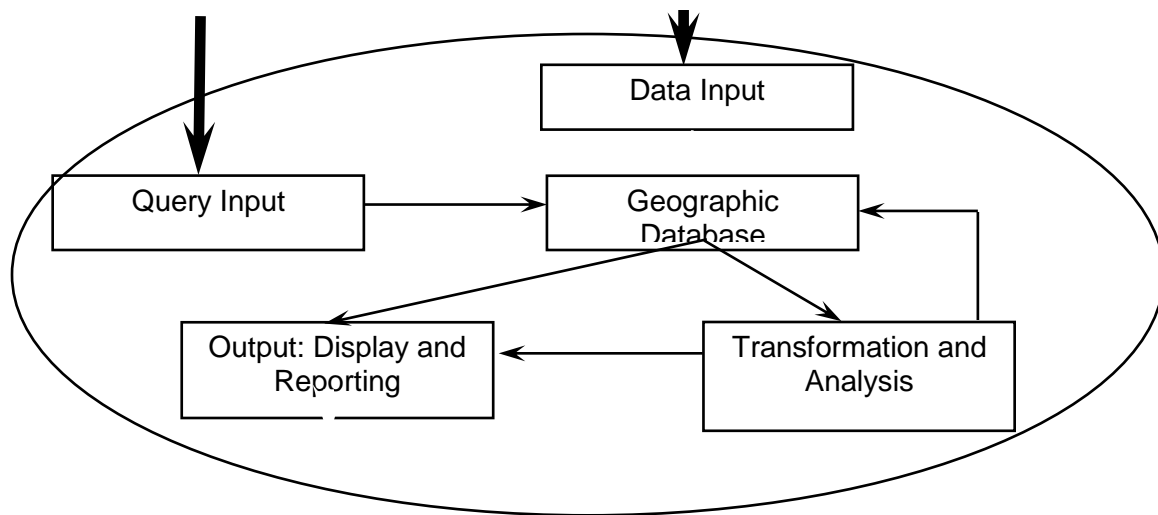 Data Input
Query Input
Geographic
Database
Output: Display and
Reporting
Transformation and
Analysis